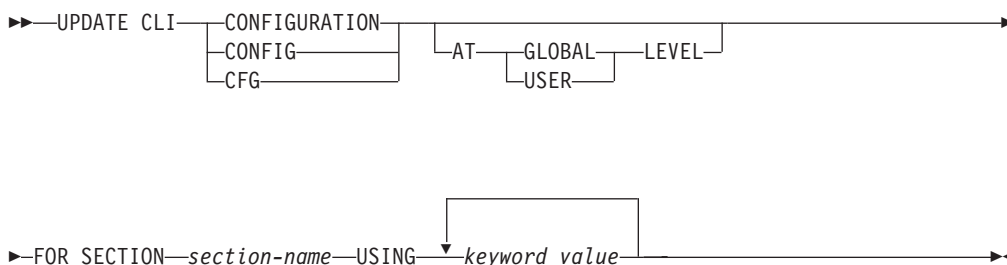 UPDATE CLI CONFIGURATION
CONFIG
CFG
AT GLOBAL LEVEL
USER
FOR SECTION section-name USING keyword value